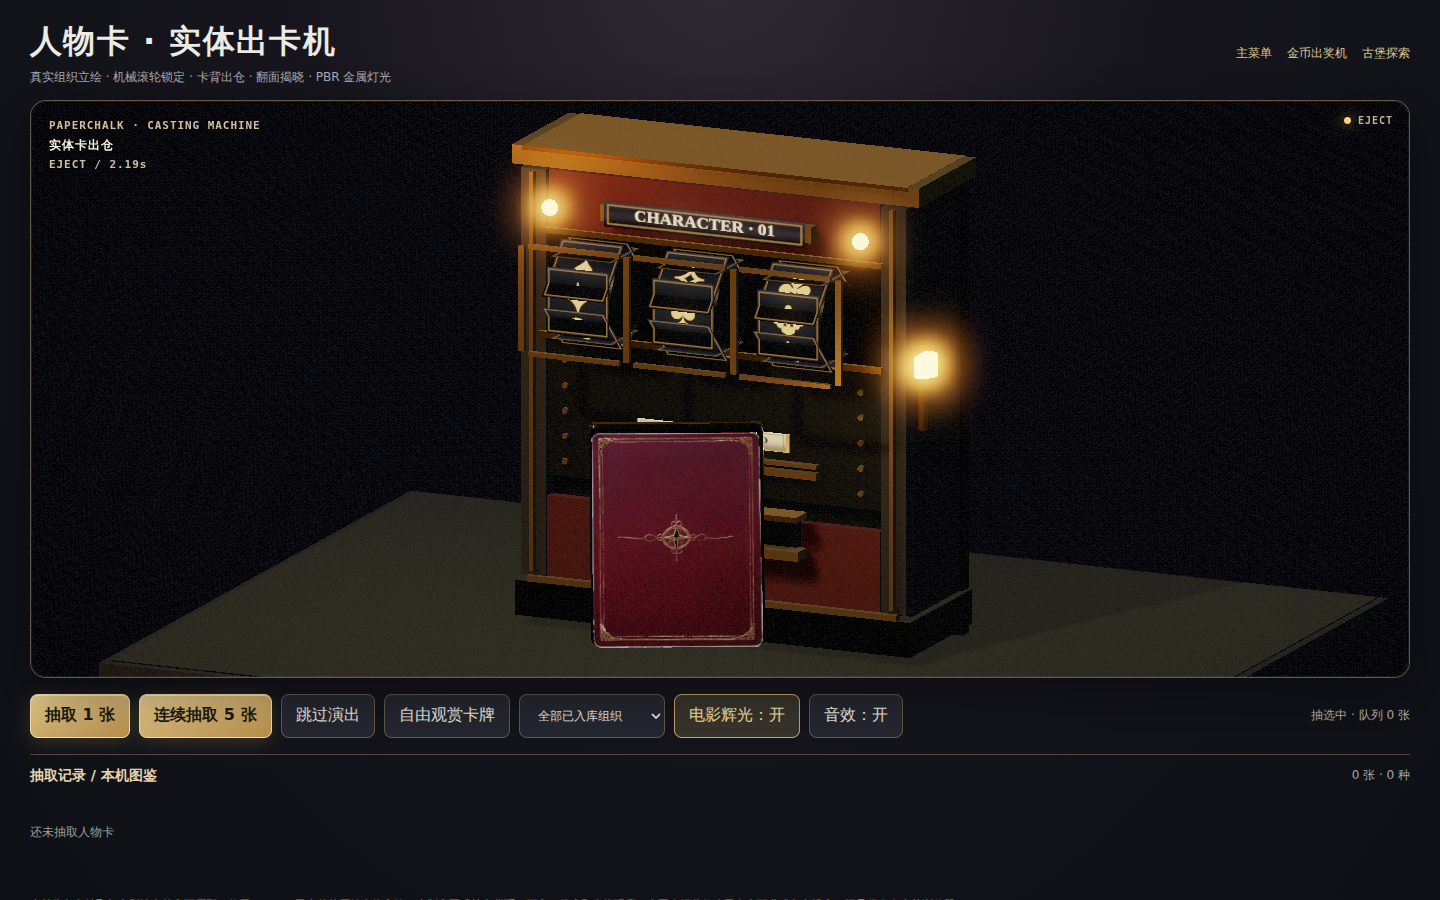 人物卡 · 实体出卡机
真实组织立绘 · 机械滚轮锁定 · 卡背出仓 · 翻面揭晓 · PBR 金属灯光
主菜单 金币出奖机 古堡探索
PAPERCHALK · CASTING MACHINE
实体卡出仓
EJECT / 2.19s
EJECT
CHARACTER · 01
抽取 1 张
连续抽取 5 张
跳过演出
自由观赏卡牌
全部已入库组织
电影辉光：开
音效：开
抽选中 · 队列 0 张
抽取记录 / 本机图鉴
0 张 · 0 种
还未抽取人物卡